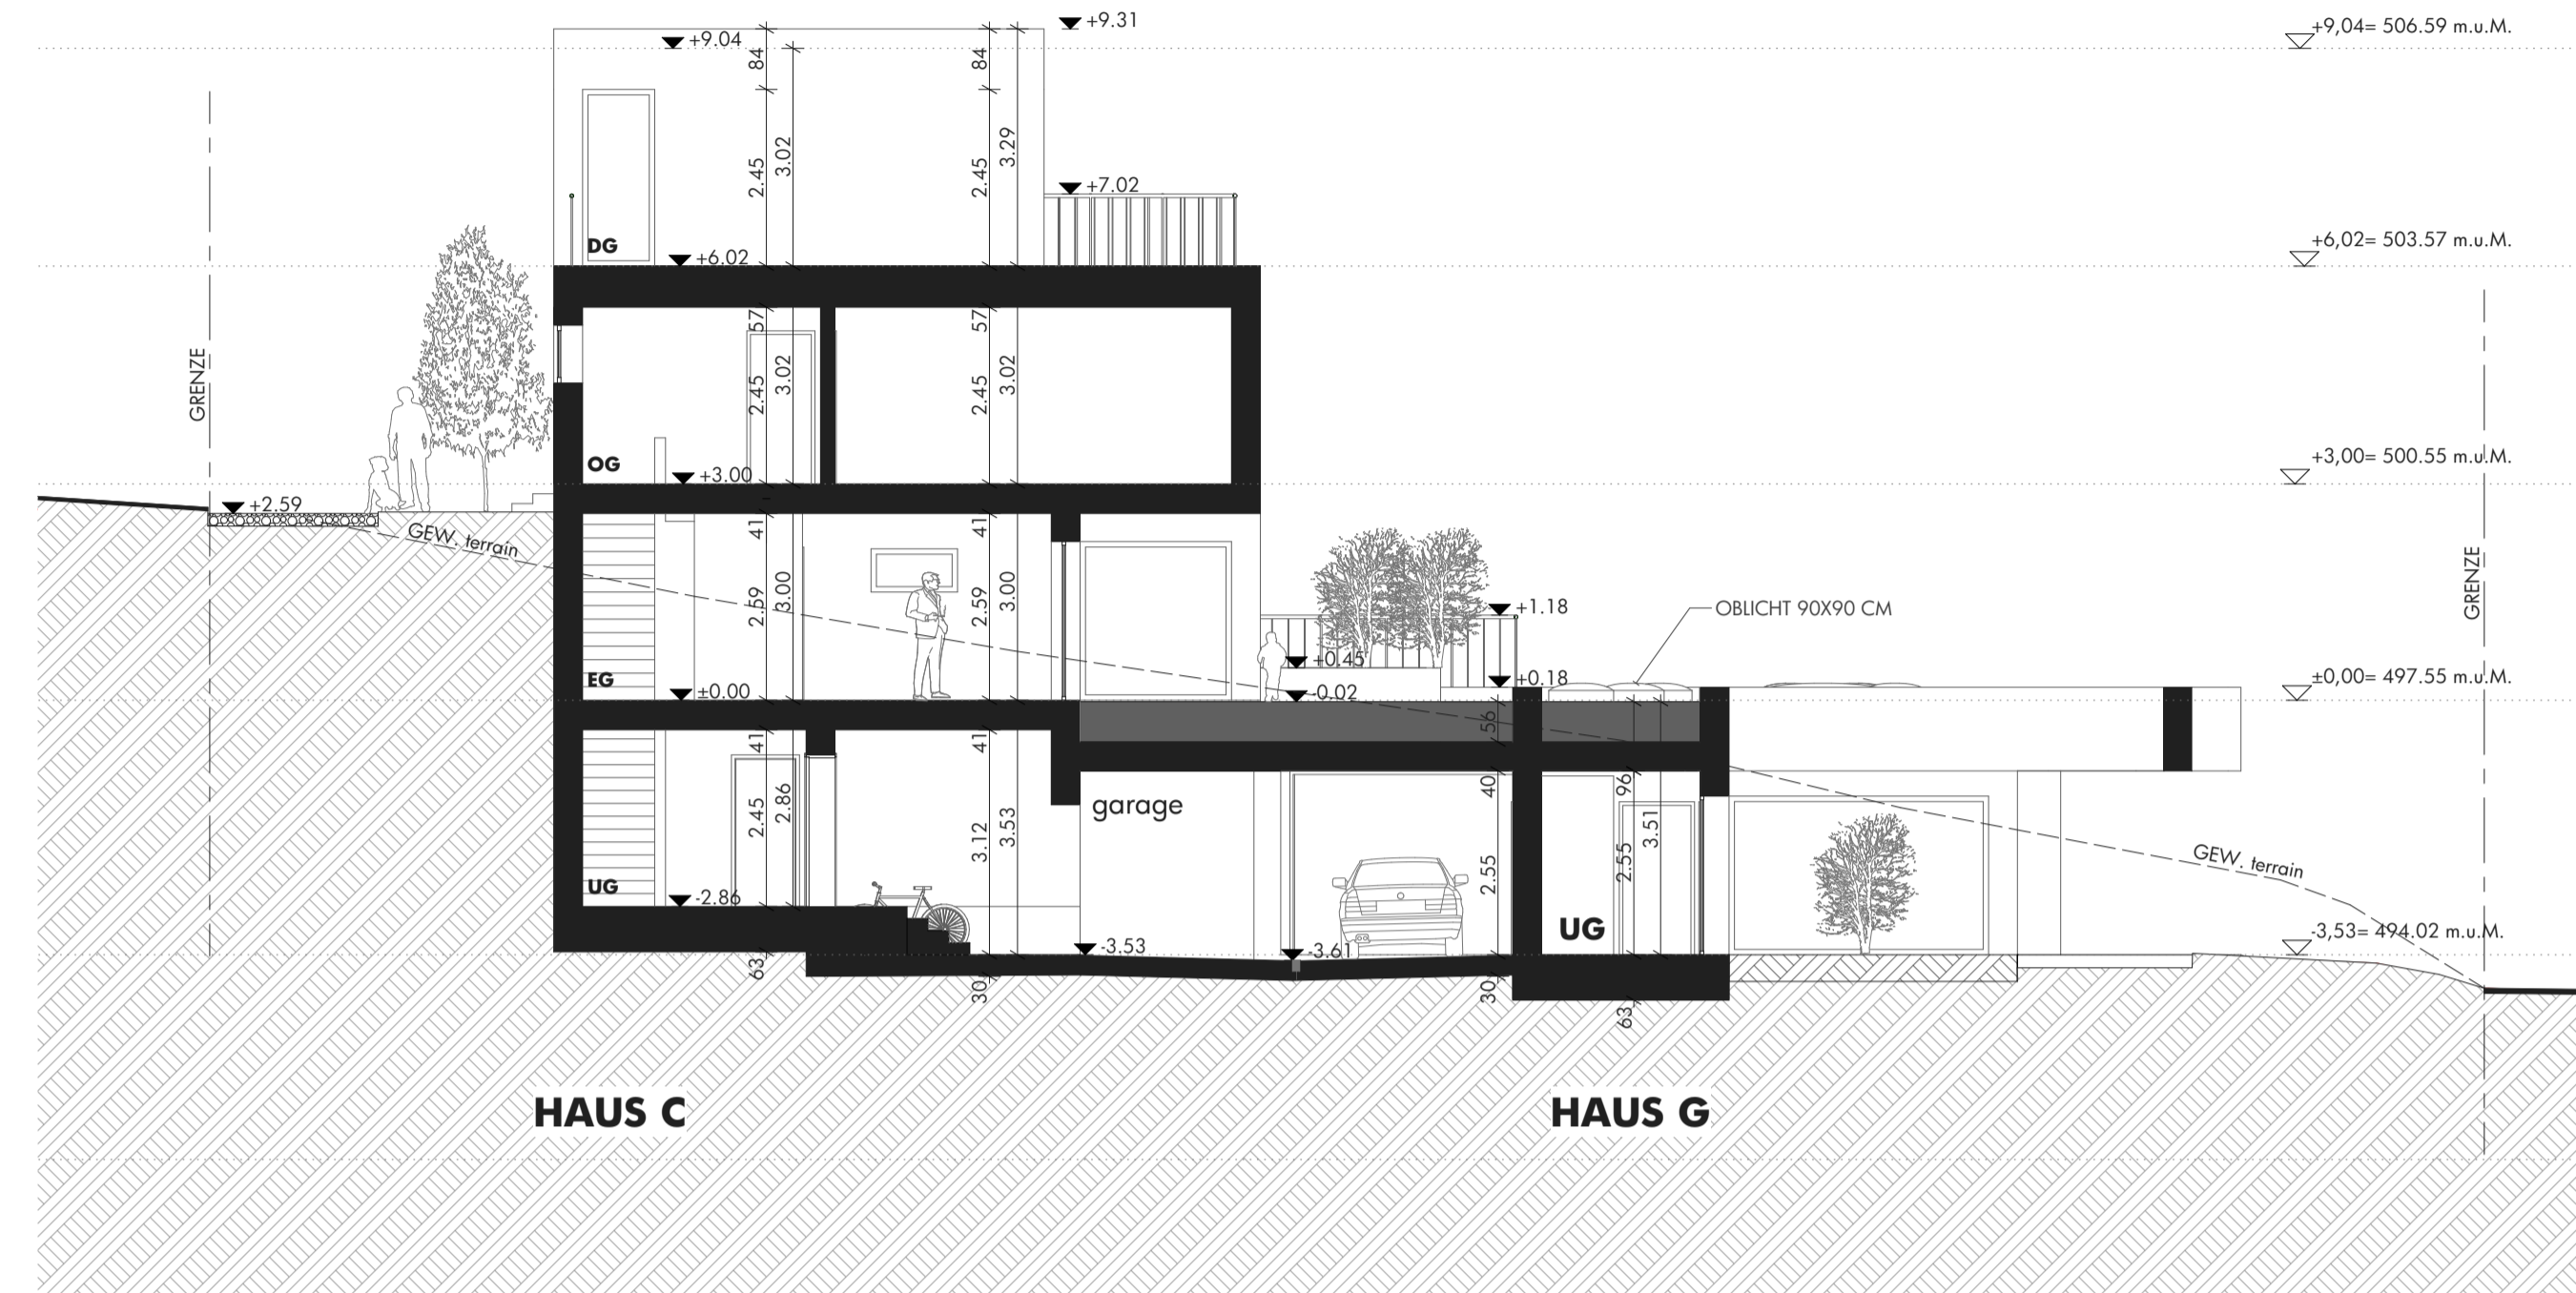 +9.31
+9,04= 506.59 m.u.M.
+9.04
84
84
3.02
3.29
2.45
2.45
+7.02
DG
+6.02
+6,02= 503.57 m.u.M.
57
57
GRENZE
2.45
3.02
2.45
3.02
OG
+3.00
+3,00= 500.55 m.u.M.
+2.59
GEW. terrain
41
41
GRENZE
2.59
3.00
2.59
3.00
+1.18
OBLICHT 90X90 CM
+0.45
EG
±0.00
-0.02
+0.18
±0,00= 497.55 m.u.M.
56
41
41
40
96
garage
2.45
2.86
3.12
3.53
2.55
2.55
3.51
GEW. terrain
UG
-2.86
UG
-3.53
-3.61
-3,53= 494.02 m.u.M.
63
30
30
63
HAUS C
HAUS G